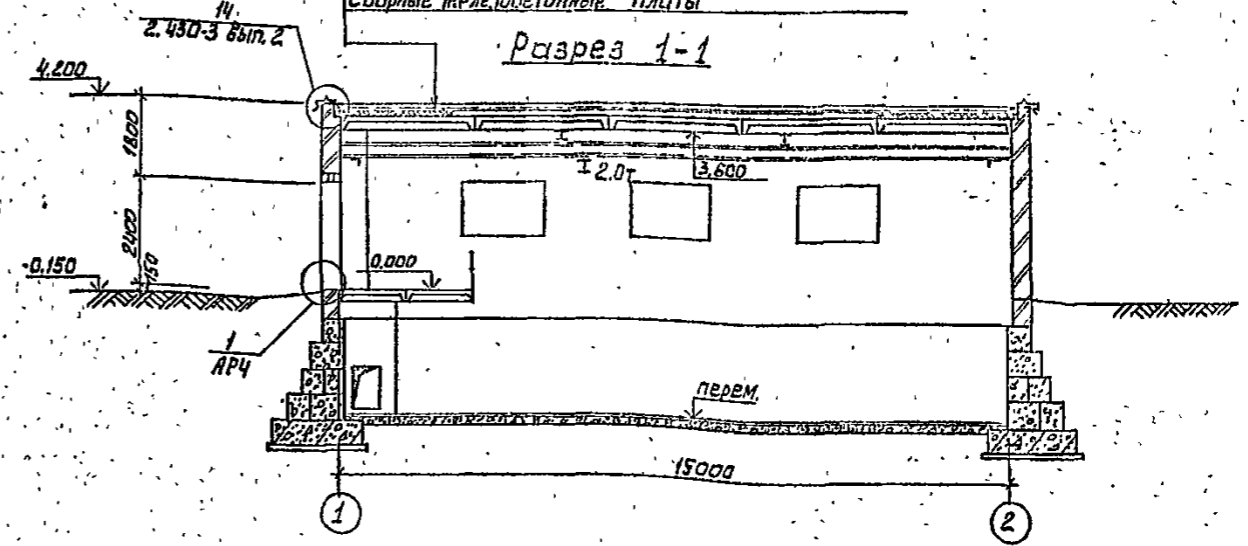 Сборные железобетонные плиты
14
2.430-3 вып. 2
Разрез 1-1
4.200
1800
I 2.0т
3.600
2400
0.000
-0.150
150
1
АР4
перем.
15000
1
2